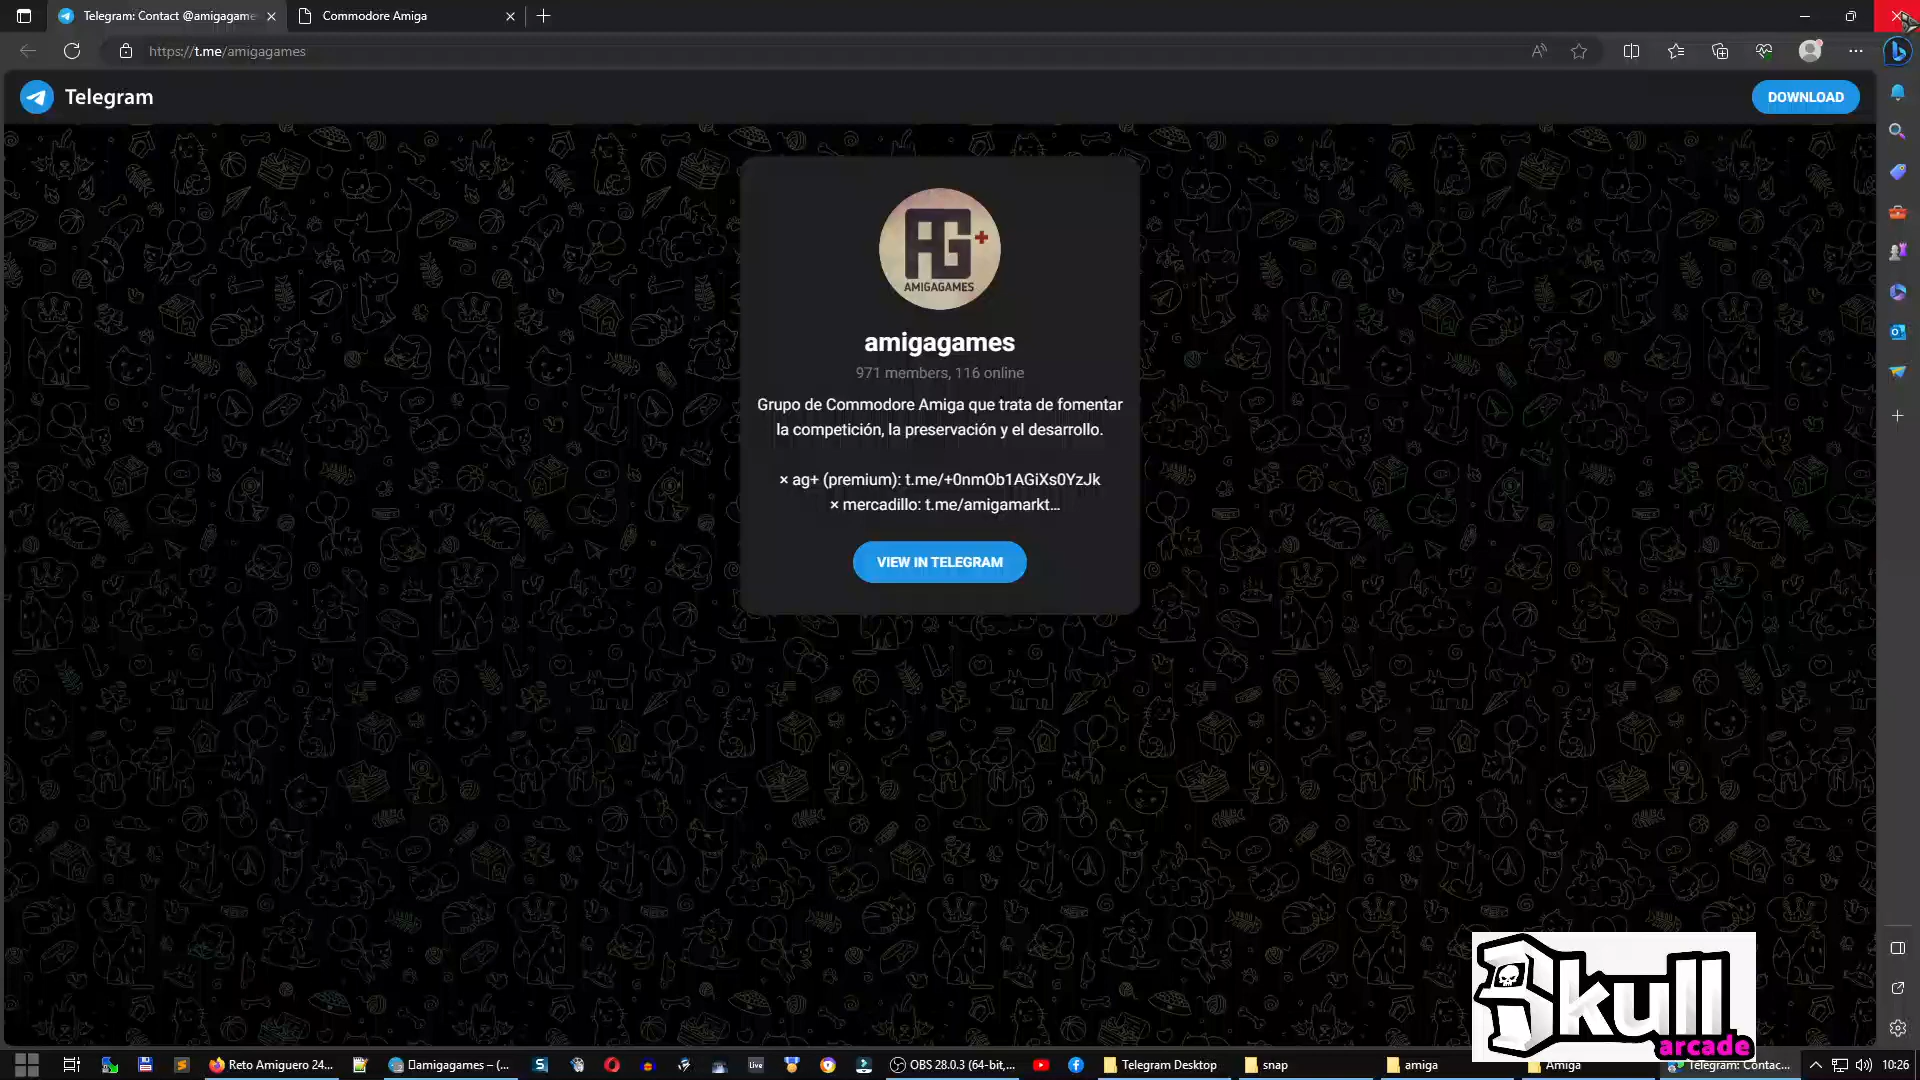 Telegram: Contact @amigagame
Commodore Amiga
https://t.me/amigagames
Telegram
DOWNLOAD
AG+
AMIGAGAMES
amigagames
971 members, 116 online
Grupo de Commodore Amiga que trata de fomentar
la competición, la preservación y el desarrollo.
× ag+ (premium): t.me/+0nmOb1AGiXs0YzJk
× mercadillo: t.me/amigamarkt...
VIEW IN TELEGRAM
Skull
arcade
Reto Amiguero 24...
amigagames – (...
Live
OBS 28.0.3 (64-bit,...
Telegram Desktop
snap
amiga
Amiga
Telegram: Contac...
10:26